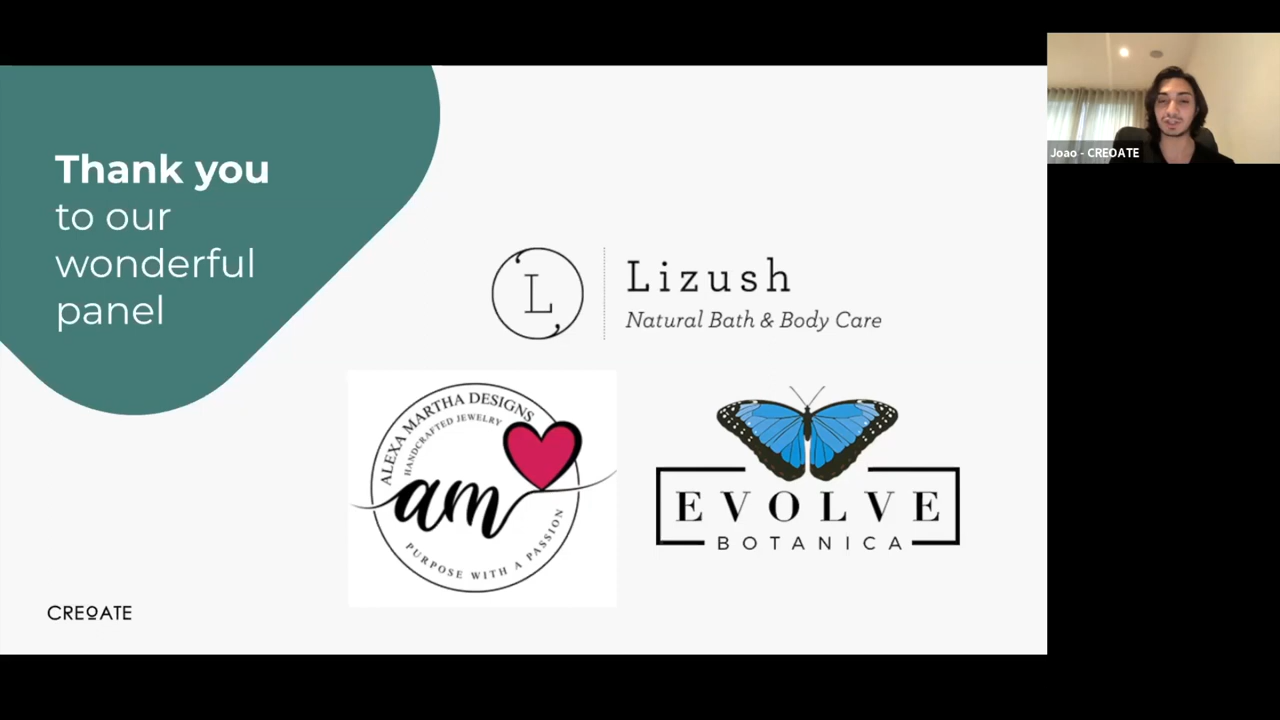 Thank you
to our
wonderful
panel
Joao - CREOATE
L
Lizush
Natural Bath & Body Care
ALEXA MARTHA DESIGNS
HANDCRAFTED JEWELRY
am
PURPOSE WITH A PASSION
EVOLVE
BOTANICA
CREOATE